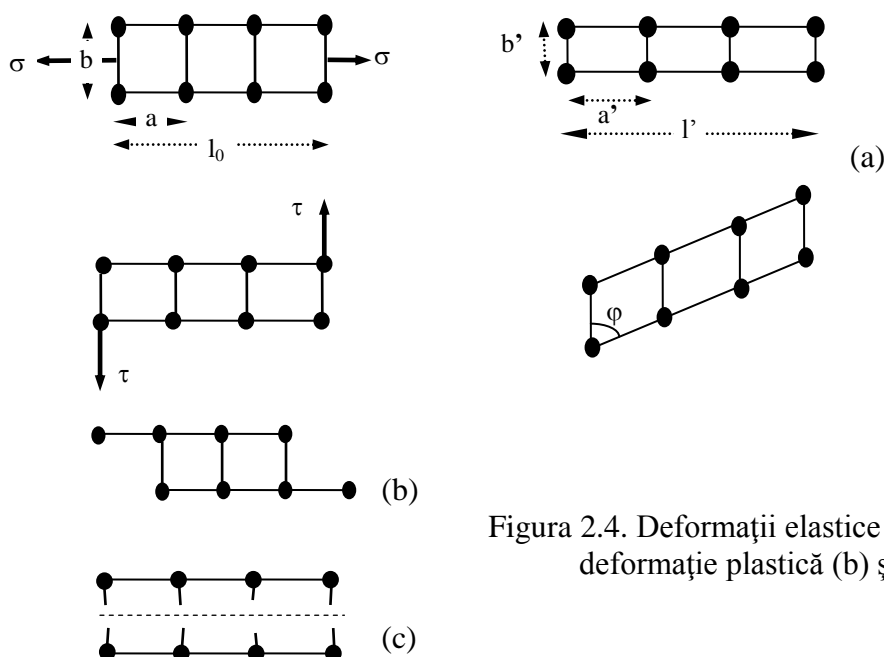 σ b σ
a
l₀
b’
a’
l’
(a)
τ
τ
φ
(b)
(c)
Figura 2.4. Deformaţii elastice
deformaţie plastică (b) ş